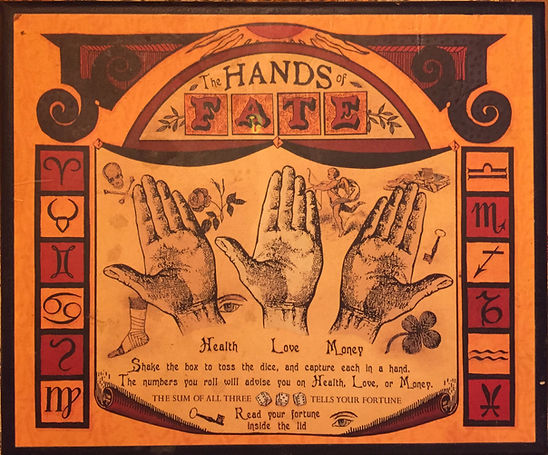 The HANDS of
FATE
Health Love Money
Shake the box to toss the dice, and capture each in a hand.
The numbers you roll will advise you on Health, Love, or Money.
THE SUM OF ALL THREE TELLS YOUR FORTUNE
Read your fortune
inside the lid